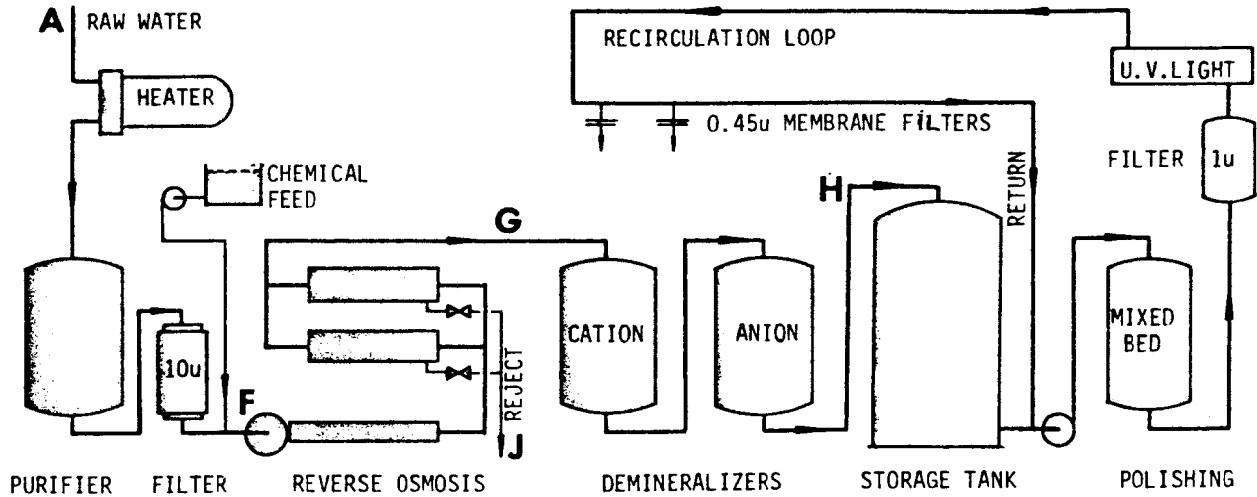 A RAW WATER
HEATER
CHEMICAL
FEED
10u
F
G
REJECT
J
RECIRCULATION LOOP
0.45u MEMBRANE FILTERS
RETURN
U.V.LIGHT
FILTER
1u
H
CATION
ANION
MIXED
BED
PURIFIER FILTER REVERSE OSMOSIS DEMINERALIZERS STORAGE TANK POLISHING